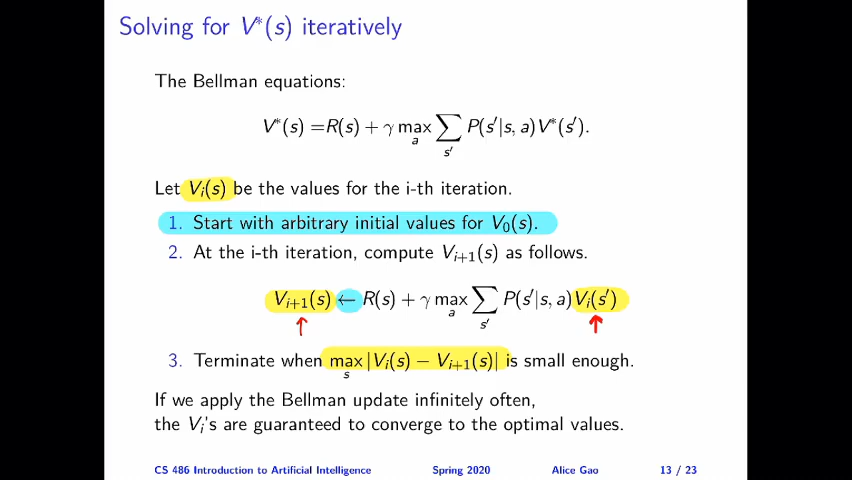 Solving for V*(s) iteratively
The Bellman equations:
V*(s) =R(s) + γ max_a ∑_{s′} P(s′|s, a)V*(s′).
Let V_i(s) be the values for the i-th iteration.
1. Start with arbitrary initial values for V_0(s).
2. At the i-th iteration, compute V_{i+1}(s) as follows.
V_{i+1}(s) ← R(s) + γ max_a ∑_{s′} P(s′|s, a)V_i(s′)
3. Terminate when max_s |V_i(s) − V_{i+1}(s)| is small enough.
If we apply the Bellman update infinitely often,
the V_i's are guaranteed to converge to the optimal values.
CS 486 Introduction to Artificial Intelligence Spring 2020 Alice Gao 13 / 23